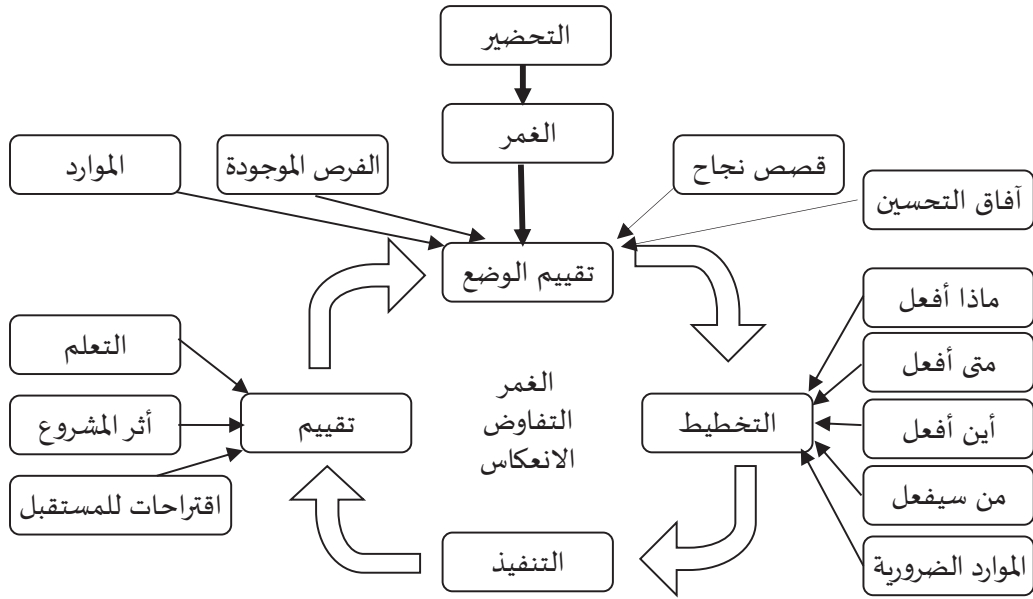 التحضير
الغمر
قصص نجاح
الفرص الموجودة
الموارد
آفاق التحسين
تقييم الوضع
ماذا أفعل
متى أفعل
أين أفعل
من سيفعل
الموارد الضرورية
التخطيط
الغمر
التفاوض
الانعكاس
التنفيذ
تقييم
التعلم
أثر المشروع
اقتراحات للمستقبل